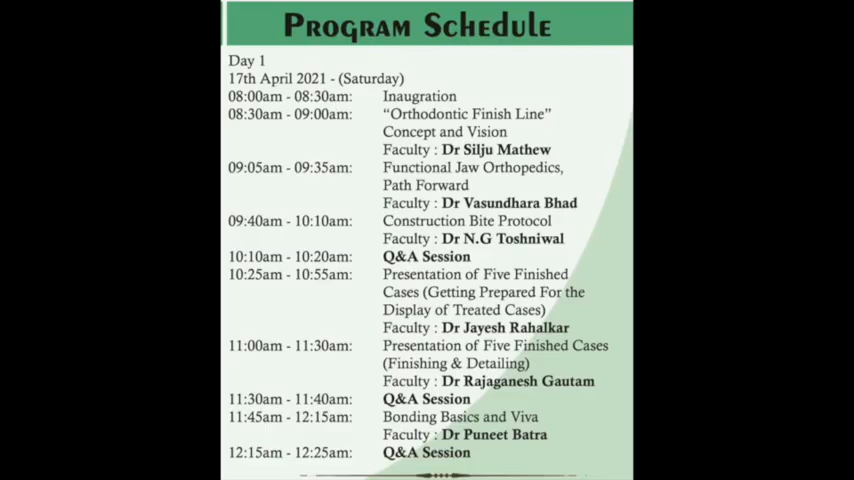 Program Schedule
Day 1
17th April 2021 - (Saturday)
08:00am - 08:30am: Inaugration
08:30am - 09:00am: “Orthodontic Finish Line”
Concept and Vision
Faculty : Dr Silju Mathew
09:05am - 09:35am: Functional Jaw Orthopedics,
Path Forward
Faculty : Dr Vasundhara Bhad
09:40am - 10:10am: Construction Bite Protocol
Faculty : Dr N.G Toshniwal
10:10am - 10:20am: Q&A Session
10:25am - 10:55am: Presentation of Five Finished
Cases (Getting Prepared For the
Display of Treated Cases)
Faculty : Dr Jayesh Rahalkar
11:00am - 11:30am: Presentation of Five Finished Cases
(Finishing & Detailing)
Faculty : Dr Rajaganesh Gautam
11:30am - 11:40am: Q&A Session
11:45am - 12:15am: Bonding Basics and Viva
Faculty : Dr Puneet Batra
12:15am - 12:25am: Q&A Session